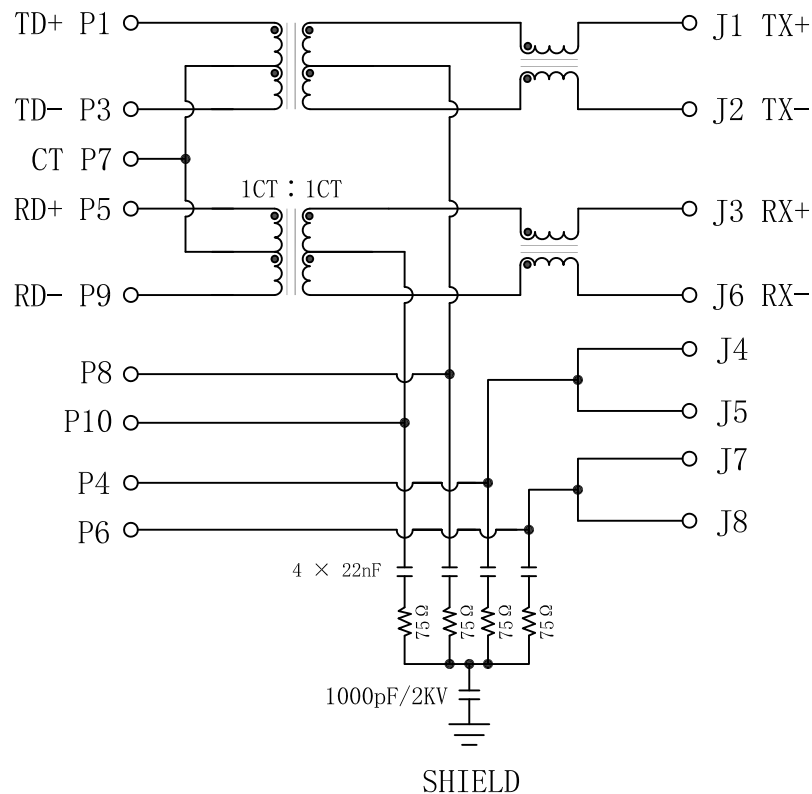 TD+ P1
J1 TX+
TD- P3
J2 TX-
CT P7
1CT : 1CT
RD+ P5
J3 RX+
RD- P9
J6 RX-
J4
P8
J5
P10
J7
P4
J8
P6
4 × 22nF
75Ω
75Ω
75Ω
75Ω
1000pF/2KV
SHIELD